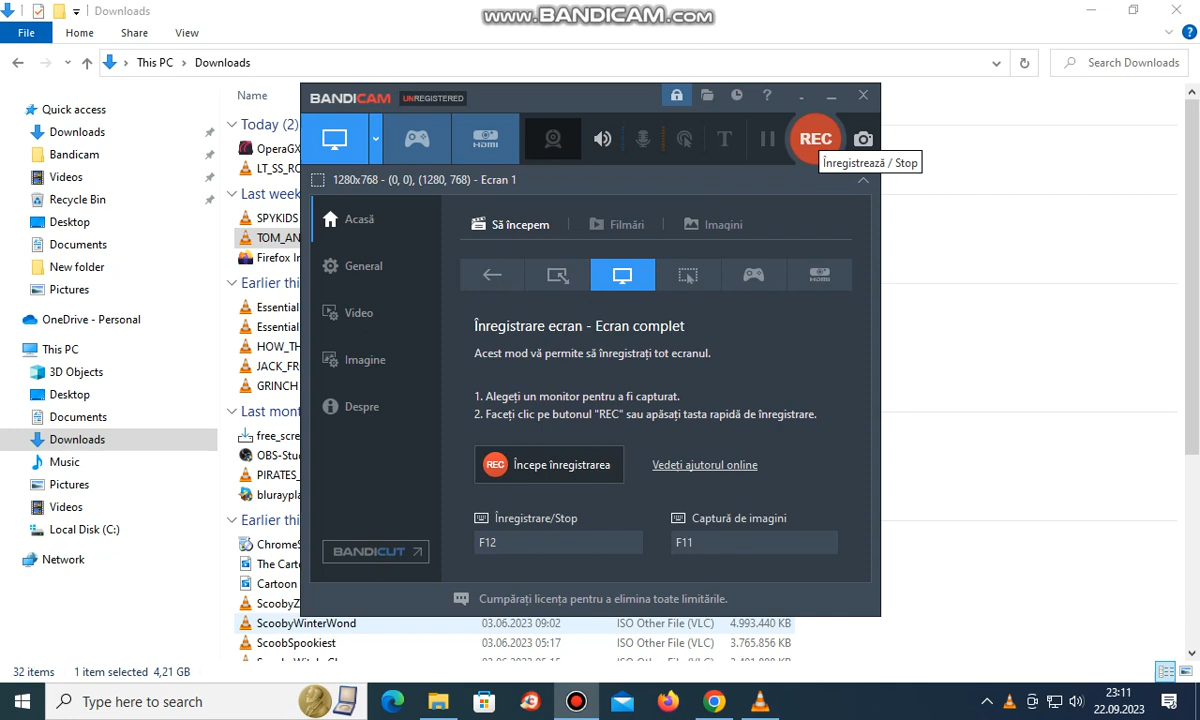 Downloads
www.BANDICAM.com
File
Home
Share
View
This PC
Downloads
Search Downloads
Quick access
Downloads
Bandicam
Videos
Recycle Bin
Desktop
Documents
New folder
Pictures
OneDrive - Personal
This PC
3D Objects
Desktop
Documents
Downloads
Music
Pictures
Videos
Local Disk (C:)
Network
Name
Today (2)
OperaGX
LT_SS_RO
Last week
SPYKIDS
TOM_AN
Firefox In
Earlier thi
Essential
Essential
HOW_TH
JACK_FR
GRINCH
Last mont
free_scre
OBS-Stud
PIRATES_
bluraypla
Earlier thi
ChromeS
The Carto
Cartoon
ScoobyZ
ScoobyWinterWond 03.06.2023 09:02 ISO Other File (VLC) 4.993.440 KB
ScoobSpookiest 03.06.2023 05:17 ISO Other File (VLC) 3.765.856 KB
BANDICAM
UNREGISTERED
HDMI
REC
Înregistrează / Stop
1280x768 - (0, 0), (1280, 768) - Ecran 1
Acasă
General
Video
Imagine
Despre
BANDICUT
Să începem
Filmări
Imagini
HDMI
Înregistrare ecran - Ecran complet
Acest mod vă permite să înregistrați tot ecranul.
1. Alegeți un monitor pentru a fi capturat.
2. Faceți clic pe butonul "REC" sau apăsați tasta rapidă de înregistrare.
REC Începe înregistrarea
Vedeți ajutorul online
Înregistrare/Stop
F12
Captură de imagini
F11
Cumpărați licența pentru a elimina toate limitările.
32 items
1 item selected 4,21 GB
Type here to search
23:11
22.09.2023